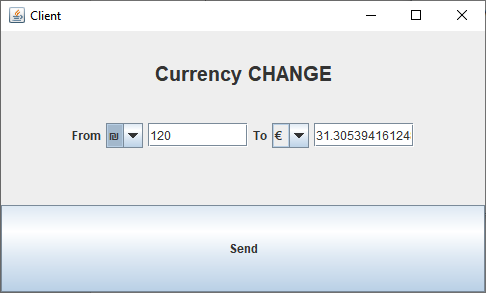 Client
Currency CHANGE
From ₪ 120 To € 31.30539416124
Send